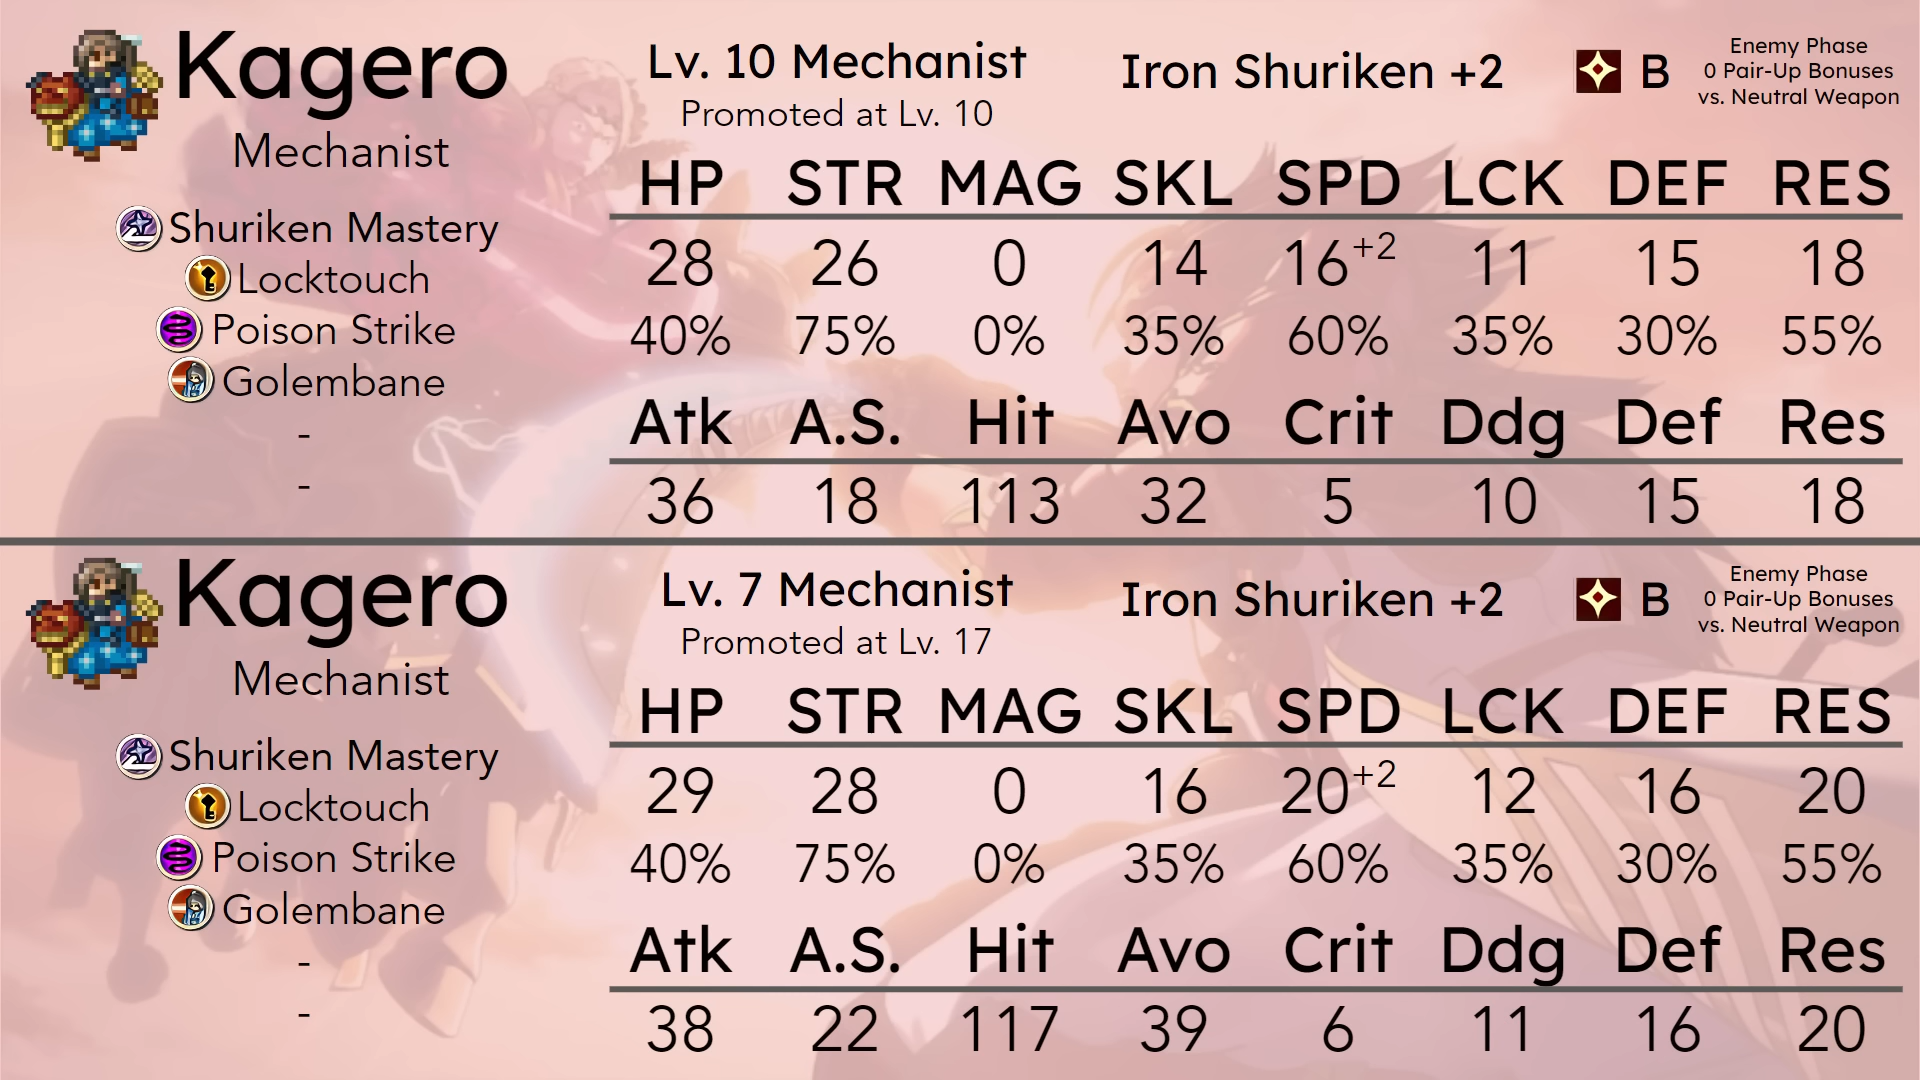 Kagero
Mechanist
Shuriken Mastery
Locktouch
Poison Strike
Golembane
-
-
Lv. 10 Mechanist
Promoted at Lv. 10
Iron Shuriken +2
B
Enemy Phase
0 Pair-Up Bonuses
vs. Neutral Weapon
HP STR MAG SKL SPD LCK DEF RES
28 26 0 14 16+2 11 15 18
40% 75% 0% 35% 60% 35% 30% 55%
Atk A.S. Hit Avo Crit Ddg Def Res
36 18 113 32 5 10 15 18
Kagero
Mechanist
Shuriken Mastery
Locktouch
Poison Strike
Golembane
-
-
Lv. 7 Mechanist
Promoted at Lv. 17
Iron Shuriken +2
B
Enemy Phase
0 Pair-Up Bonuses
vs. Neutral Weapon
HP STR MAG SKL SPD LCK DEF RES
29 28 0 16 20+2 12 16 20
40% 75% 0% 35% 60% 35% 30% 55%
Atk A.S. Hit Avo Crit Ddg Def Res
38 22 117 39 6 11 16 20